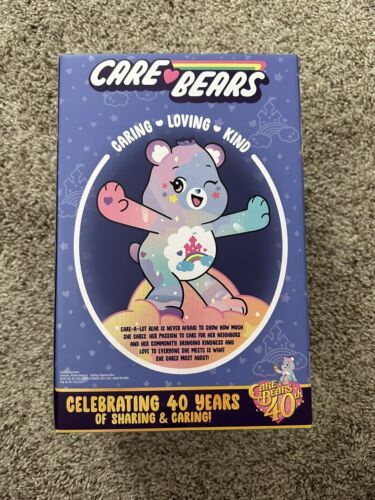 CARE BEARS
CARING LOVING KIND
CARE-A-LOT BEAR IS NEVER AFRAID TO SHOW HOW MUCH
SHE CARES. HER PASSION TO CARE FOR HER NEIGHBORS
AND HER COMMUNITY, BRINGING KINDNESS AND
LOVE TO EVERYONE SHE MEETS IS WHAT
SHE CARES MOST ABOUT!
CELEBRATING 40 YEARS
OF SHARING & CARING!
CARE
BEARS
40th